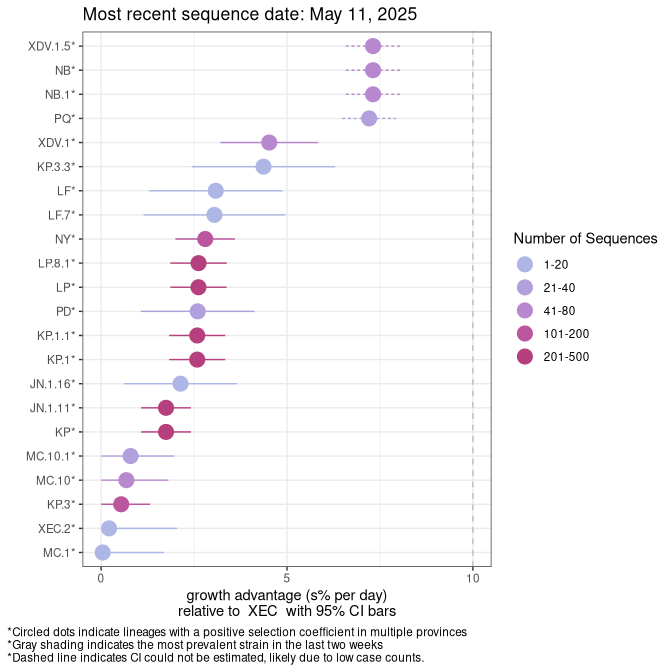 Most recent sequence date: May 11, 2025
XDV.1.5*
NB*
NB.1*
PQ*
XDV.1*
KP.3.3*
LF*
LF.7*
NY*
LP.8.1*
LP*
PD*
KP.1.1*
KP.1*
JN.1.16*
JN.1.11*
KP*
MC.10.1*
MC.10*
KP.3*
XEC.2*
MC.1*
0 5 10
growth advantage (s% per day)
relative to XEC with 95% CI bars
Number of Sequences
1-20
21-40
41-80
101-200
201-500
*Circled dots indicate lineages with a positive selection coefficient in multiple provinces
*Gray shading indicates the most prevalent strain in the last two weeks
*Dashed line indicates CI could not be estimated, likely due to low case counts.